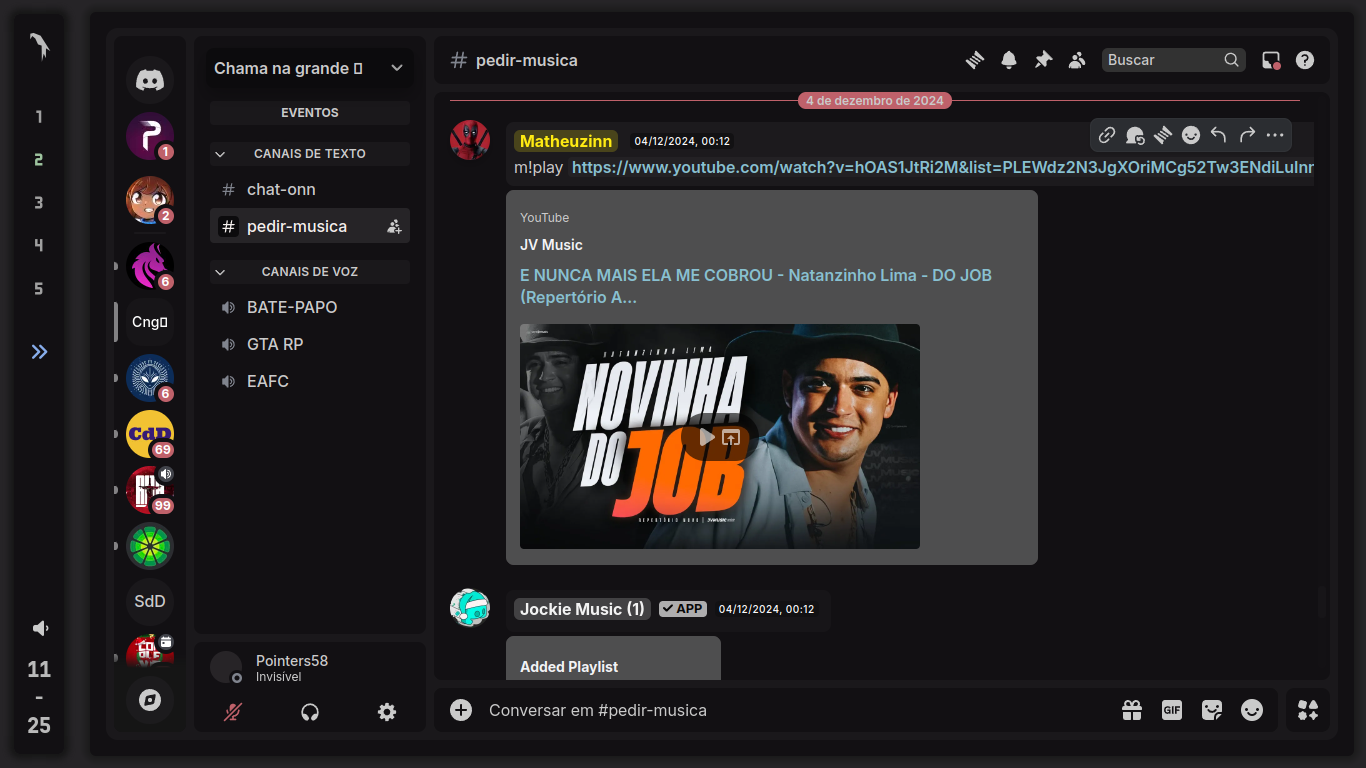 1
2
3
4
5
11
-
25
1
2
6
Cng
6
CdD
69
99
SdD
Chama na grande
EVENTOS
CANAIS DE TEXTO
# chat-onn
# pedir-musica
CANAIS DE VOZ
BATE-PAPO
GTA RP
EAFC
Pointers58
Invisível
# pedir-musica
Buscar
4 de dezembro de 2024
Matheuzinn 04/12/2024, 00:12
m!play https://www.youtube.com/watch?v=hOAS1JtRi2M&list=PLEWdz2N3JgXOriMCg52Tw3ENdiLuInr
YouTube
JV Music
E NUNCA MAIS ELA ME COBROU - Natanzinho Lima - DO JOB
(Repertório A...
NATANZINHO LIMA
NOVINHA
DO JOB
REPERTÓRIO NOVO | JVMUSIC
Jockie Music (1) APP 04/12/2024, 00:12
Added Playlist
Conversar em #pedir-musica
GIF